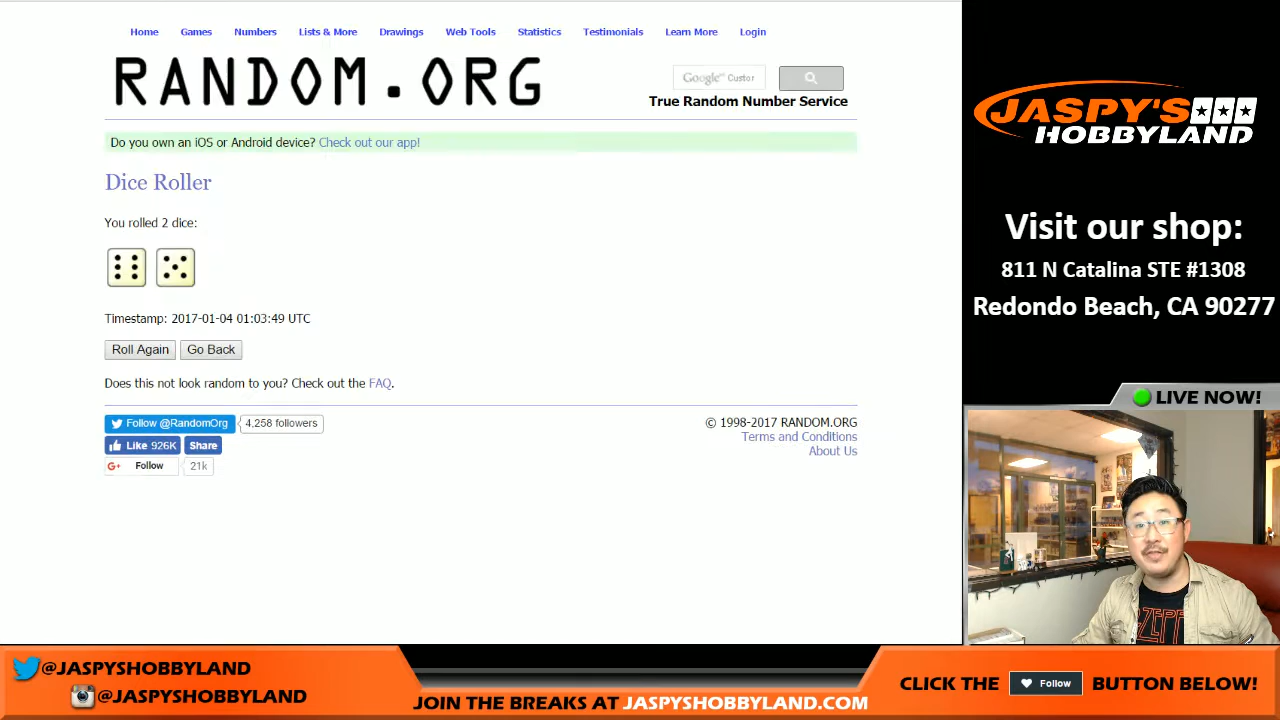 Home Games Numbers Lists & More Drawings Web Tools Statistics Testimonials Learn More Login
RANDOM.ORG
Google™ Custor
True Random Number Service
Do you own an iOS or Android device? Check out our app!
Dice Roller
You rolled 2 dice:
Timestamp: 2017-01-04 01:03:49 UTC
Roll Again Go Back
Does this not look random to you? Check out the FAQ.
Follow @RandomOrg 4,258 followers
Like 926K Share
G+ Follow 21k
© 1998-2017 RANDOM.ORG
Terms and Conditions
About Us
JASPY'S
HOBBYLAND
Visit our shop:
811 N Catalina STE #1308
Redondo Beach, CA 90277
LIVE NOW!
ZEPP
@JASPYSHOBBYLAND
@JASPYSHOBBYLAND
JOIN THE BREAKS AT JASPYSHOBBYLAND.COM
CLICK THE Follow BUTTON BELOW!